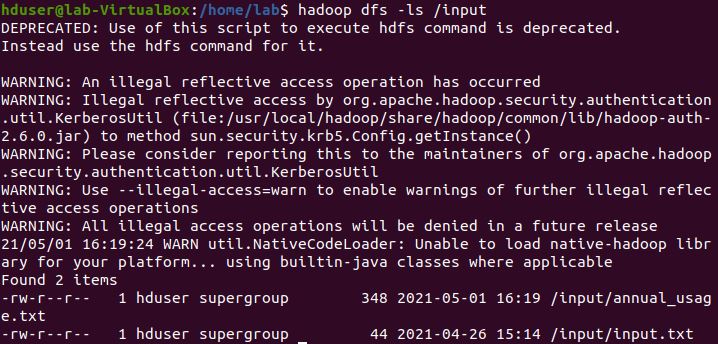 hduser@lab-VirtualBox:/home/lab$ hadoop dfs -ls /input
DEPRECATED: Use of this script to execute hdfs command is deprecated.
Instead use the hdfs command for it.

WARNING: An illegal reflective access operation has occurred
WARNING: Illegal reflective access by org.apache.hadoop.security.authentication
.util.KerberosUtil (file:/usr/local/hadoop/share/hadoop/common/lib/hadoop-auth-
2.6.0.jar) to method sun.security.krb5.Config.getInstance()
WARNING: Please consider reporting this to the maintainers of org.apache.hadoop
.security.authentication.util.KerberosUtil
WARNING: Use --illegal-access=warn to enable warnings of further illegal reflec
tive access operations
WARNING: All illegal access operations will be denied in a future release
21/05/01 16:19:24 WARN util.NativeCodeLoader: Unable to load native-hadoop libr
ary for your platform... using builtin-java classes where applicable
Found 2 items
-rw-r--r--   1 hduser supergroup        348 2021-05-01 16:19 /input/annual_usag
e.txt
-rw-r--r--   1 hduser supergroup         44 2021-04-26 15:14 /input/input.txt